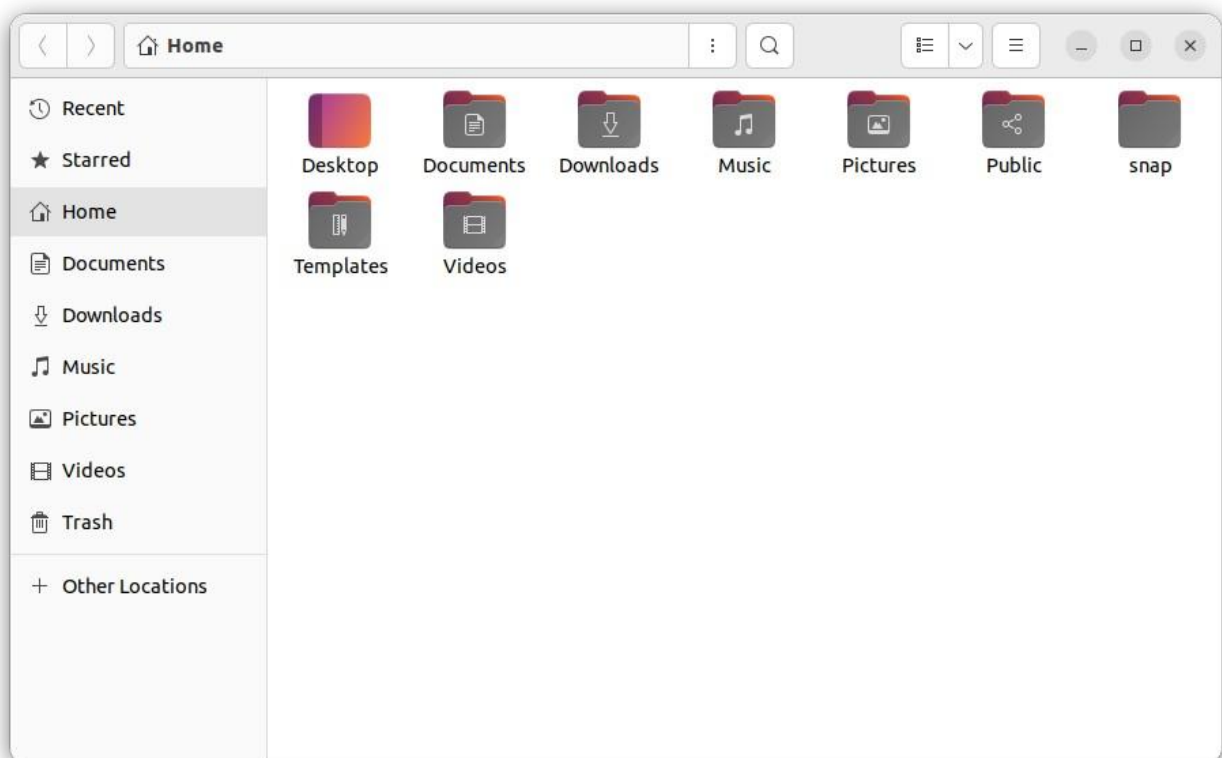 Home
Recent
Starred
Home
Documents
Downloads
Music
Pictures
Videos
Trash
Other Locations
Desktop Documents Downloads Music Pictures Public snap
Templates Videos